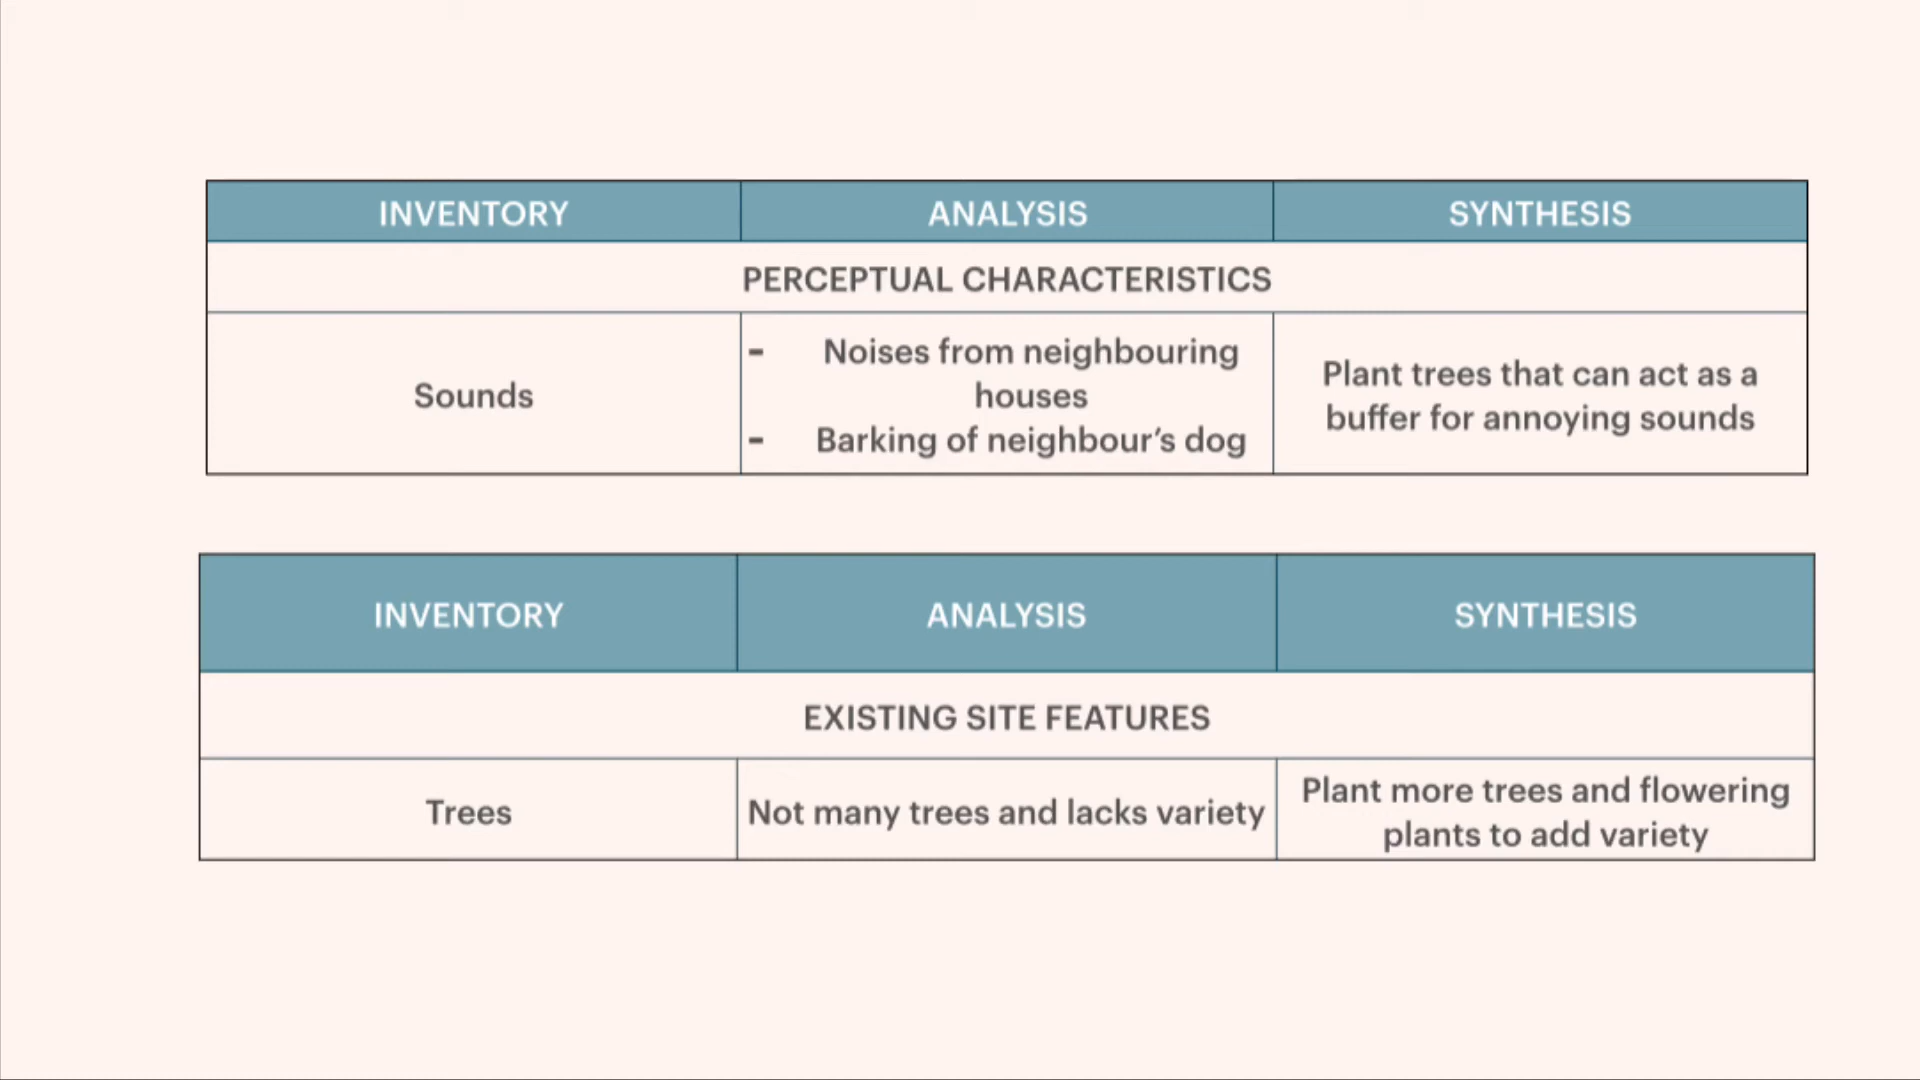 INVENTORY ANALYSIS SYNTHESIS
PERCEPTUAL CHARACTERISTICS
Sounds
- Noises from neighbouring
houses
- Barking of neighbour’s dog
Plant trees that can act as a
buffer for annoying sounds
INVENTORY ANALYSIS SYNTHESIS
EXISTING SITE FEATURES
Trees
Not many trees and lacks variety
Plant more trees and flowering
plants to add variety